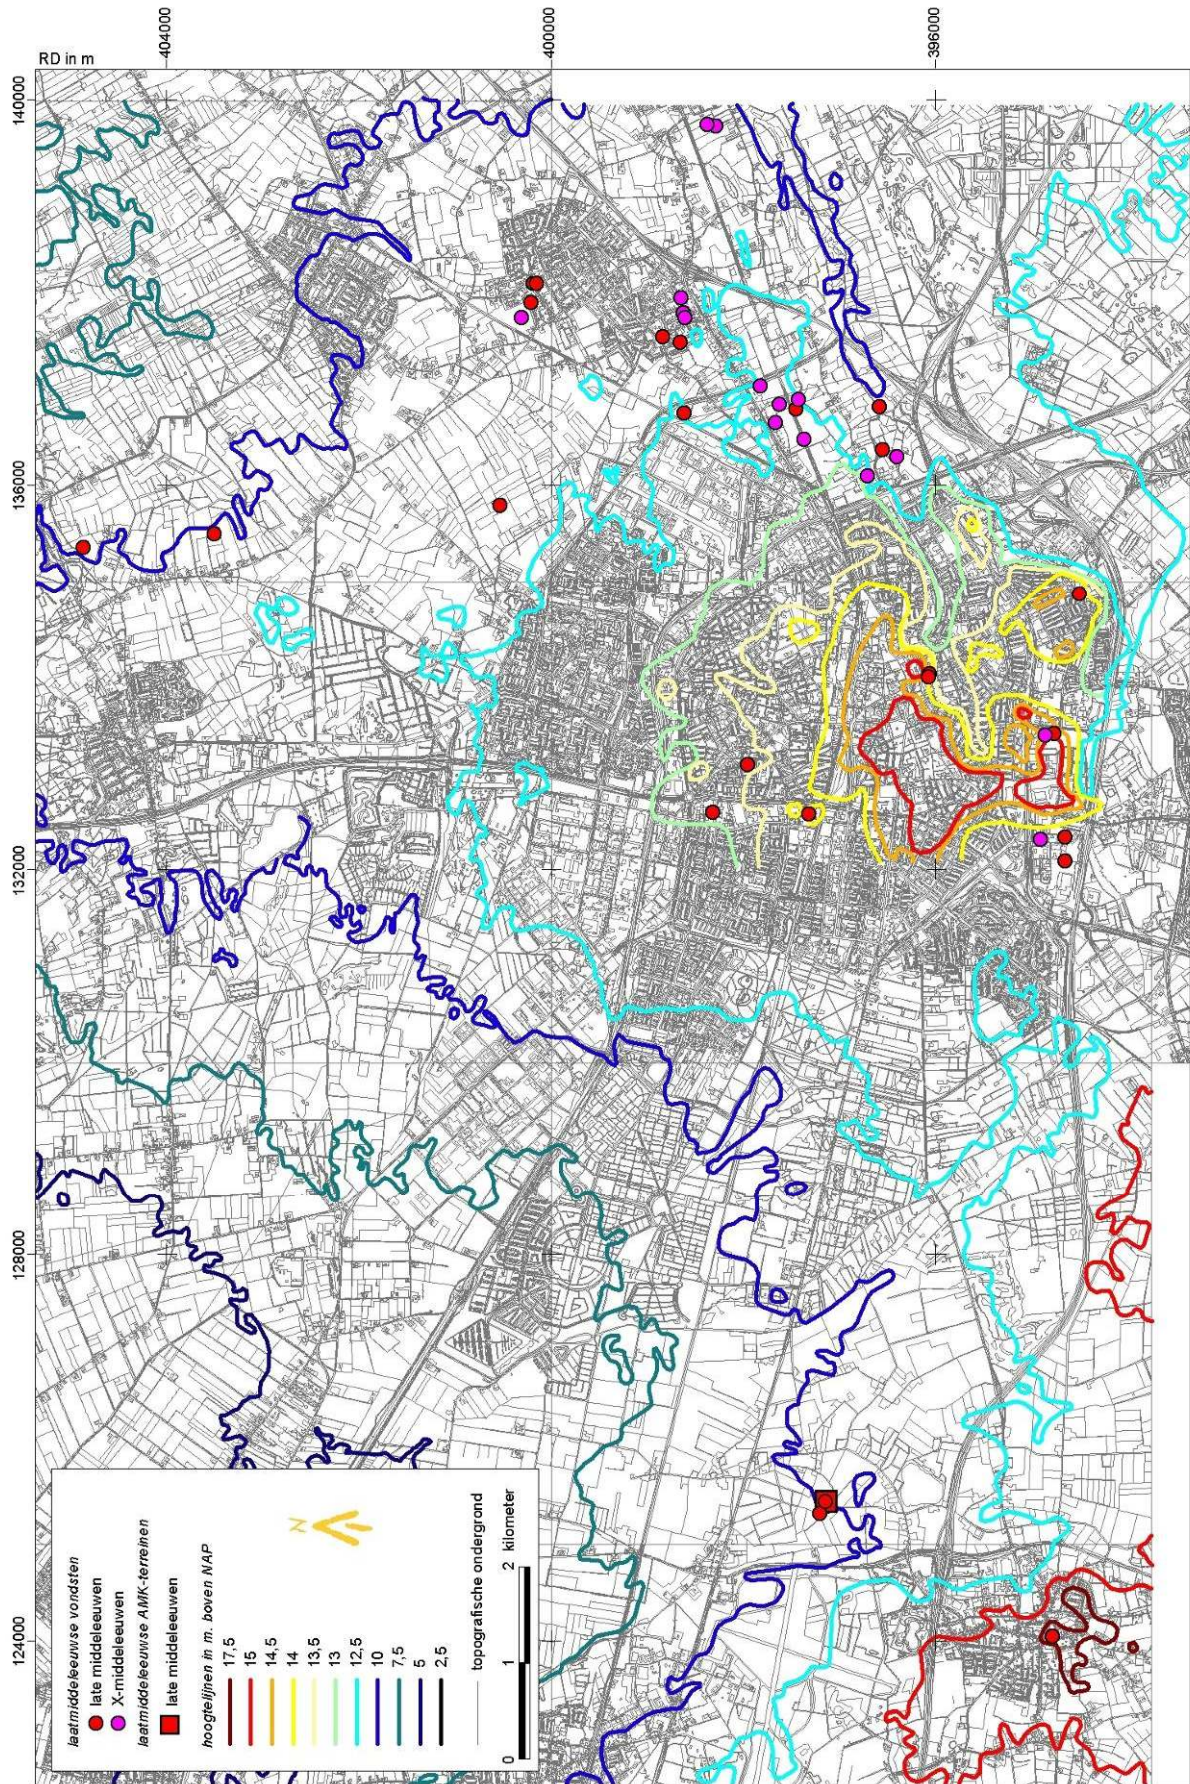 RD in m
404000
400000
396000
140000
136000
132000
128000
124000
laatmiddeleeuwse vondsten
late middeleeuwen
X-middeleeuwen
laatmiddeleeuwse AMK-terreinen
late middeleeuwen
hoogtelijnen in m. boven NAP
17,5
15
14,5
14
13,5
13
12,5
10
7,5
5
2,5
topografische ondergrond
0 1 2 kilometer
N